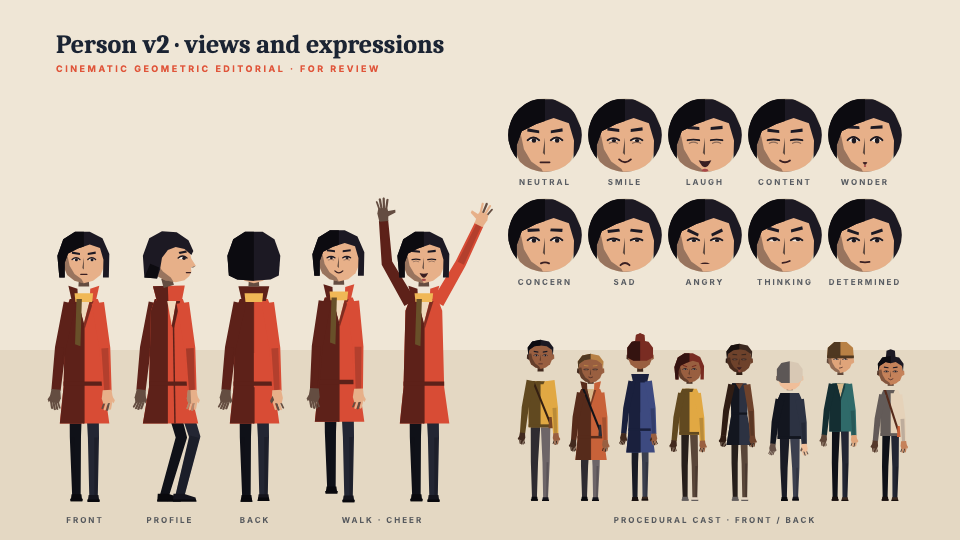 Person v2 · views and expressions
CINEMATIC GEOMETRIC EDITORIAL · FOR REVIEW
NEUTRAL SMILE LAUGH CONTENT WONDER
CONCERN SAD ANGRY THINKING DETERMINED
FRONT PROFILE BACK WALK · CHEER PROCEDURAL CAST · FRONT / BACK